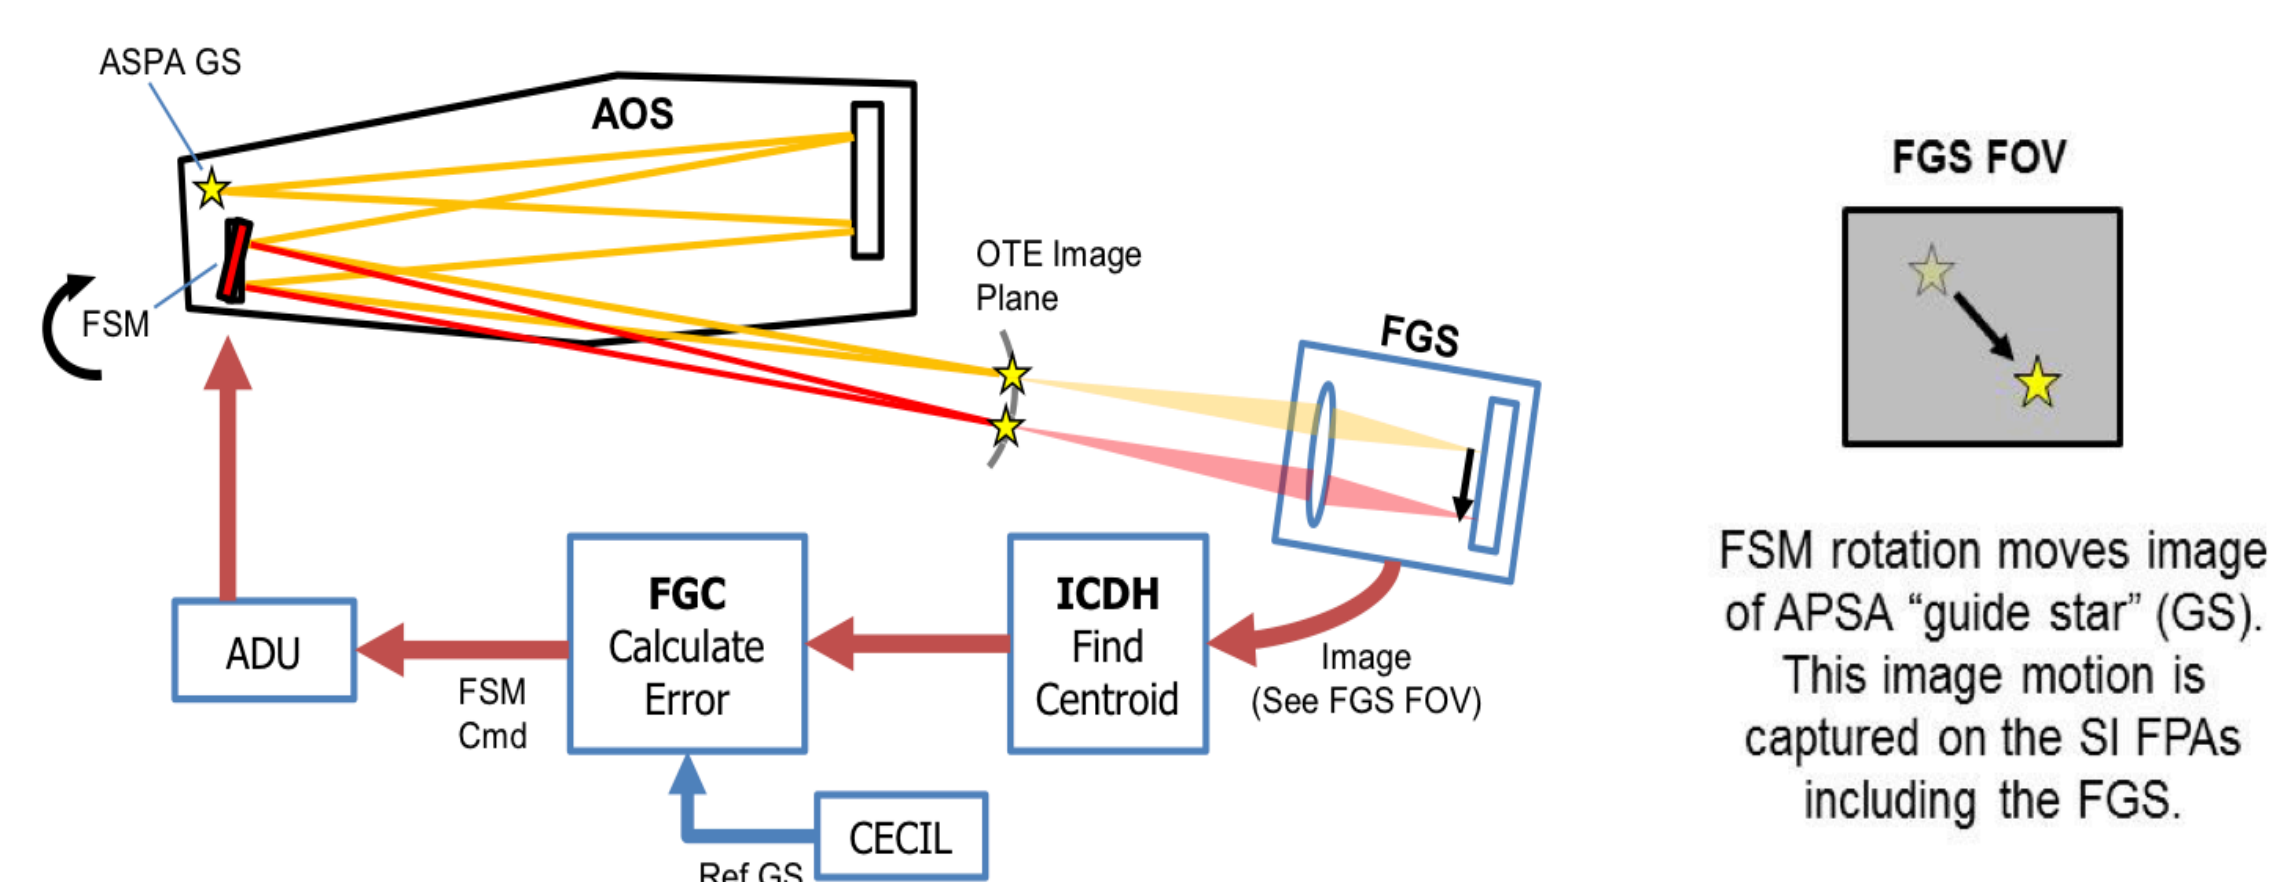 ASPA GS
AOS
FSM
OTE Image
Plane
FGS
FGS FOV
ADU
FSM
Cmd
FGC
Calculate
Error
ICDH
Find
Centroid
Image
(See FGS FOV)
CECIL
Ref GS
FSM rotation moves image
of APSA “guide star” (GS).
This image motion is
captured on the SI FPAs
including the FGS.